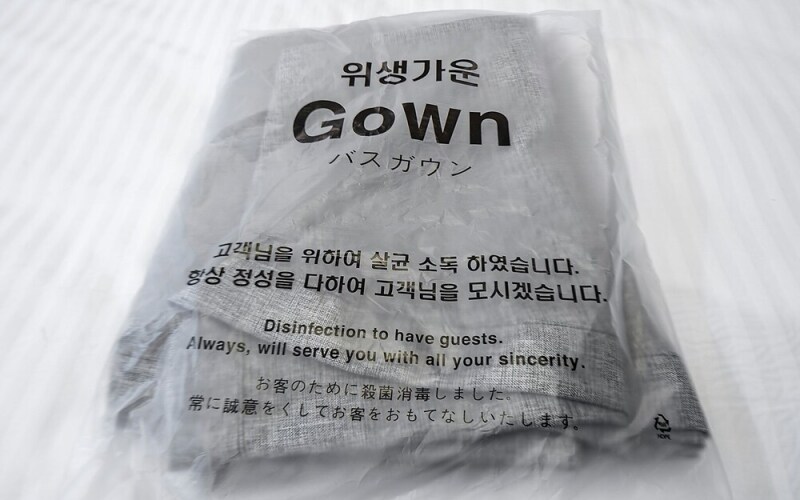 위생가운
Gown
バスガウン
고객님을 위하여 살균 소독 하였습니다.
항상 정성을 다하여 고객님을 모시겠습니다.
Disinfection to have guests.
Always, will serve you with all your sincerity.
お客のために殺菌消毒しました。
常に誠意をくしてお客をおもてなしいたします。